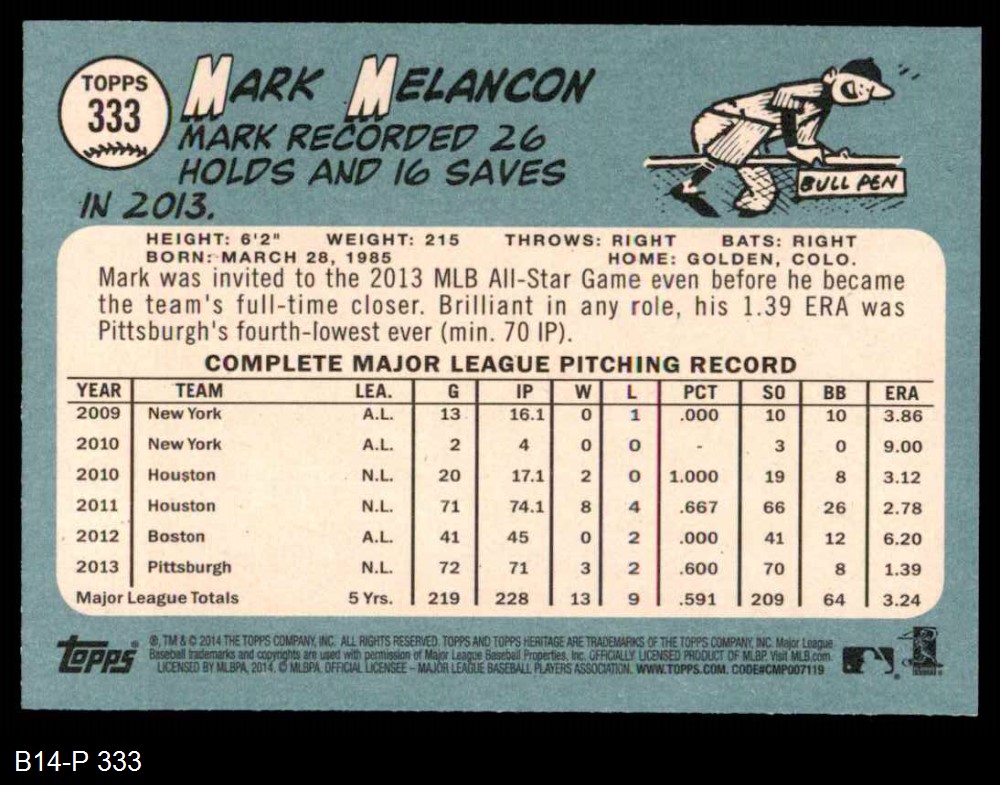 TOPPS
333
MARK MELANCON
MARK RECORDED 26
HOLDS AND 16 SAVES
IN 2013.
BULL PEN
HEIGHT: 6'2" WEIGHT: 215 THROWS: RIGHT BATS: RIGHT
BORN: MARCH 28, 1985 HOME: GOLDEN, COLO.
Mark was invited to the 2013 MLB All-Star Game even before he became
the team's full-time closer. Brilliant in any role, his 1.39 ERA was
Pittsburgh's fourth-lowest ever (min. 70 IP).
COMPLETE MAJOR LEAGUE PITCHING RECORD
YEAR TEAM LEA. G IP W L PCT SO BB ERA
2009 New York A.L. 13 16.1 0 1 .000 10 10 3.86
2010 New York A.L. 2 4 0 0 - 3 0 9.00
2010 Houston N.L. 20 17.1 2 0 1.000 19 8 3.12
2011 Houston N.L. 71 74.1 8 4 .667 66 26 2.78
2012 Boston A.L. 41 45 0 2 .000 41 12 6.20
2013 Pittsburgh N.L. 72 71 3 2 .600 70 8 1.39
Major League Totals 5 Yrs. 219 228 13 9 .591 209 64 3.24
topps
®, TM & © 2014 THE TOPPS COMPANY, INC. ALL RIGHTS RESERVED. TOPPS AND TOPPS HERITAGE ARE TRADEMARKS OF THE TOPPS COMPANY, INC. Major League
Baseball trademarks and copyrights are used with permission of Major League Baseball Properties, Inc. OFFICIALLY LICENSED PRODUCT OF MLBP. Visit MLB.com.
LICENSED BY MLBPA, 2014. © MLBPA. OFFICIAL LICENSEE – MAJOR LEAGUE BASEBALL PLAYERS ASSOCIATION. WWW.TOPPS.COM. CODE#CMP007119
B14-P 333